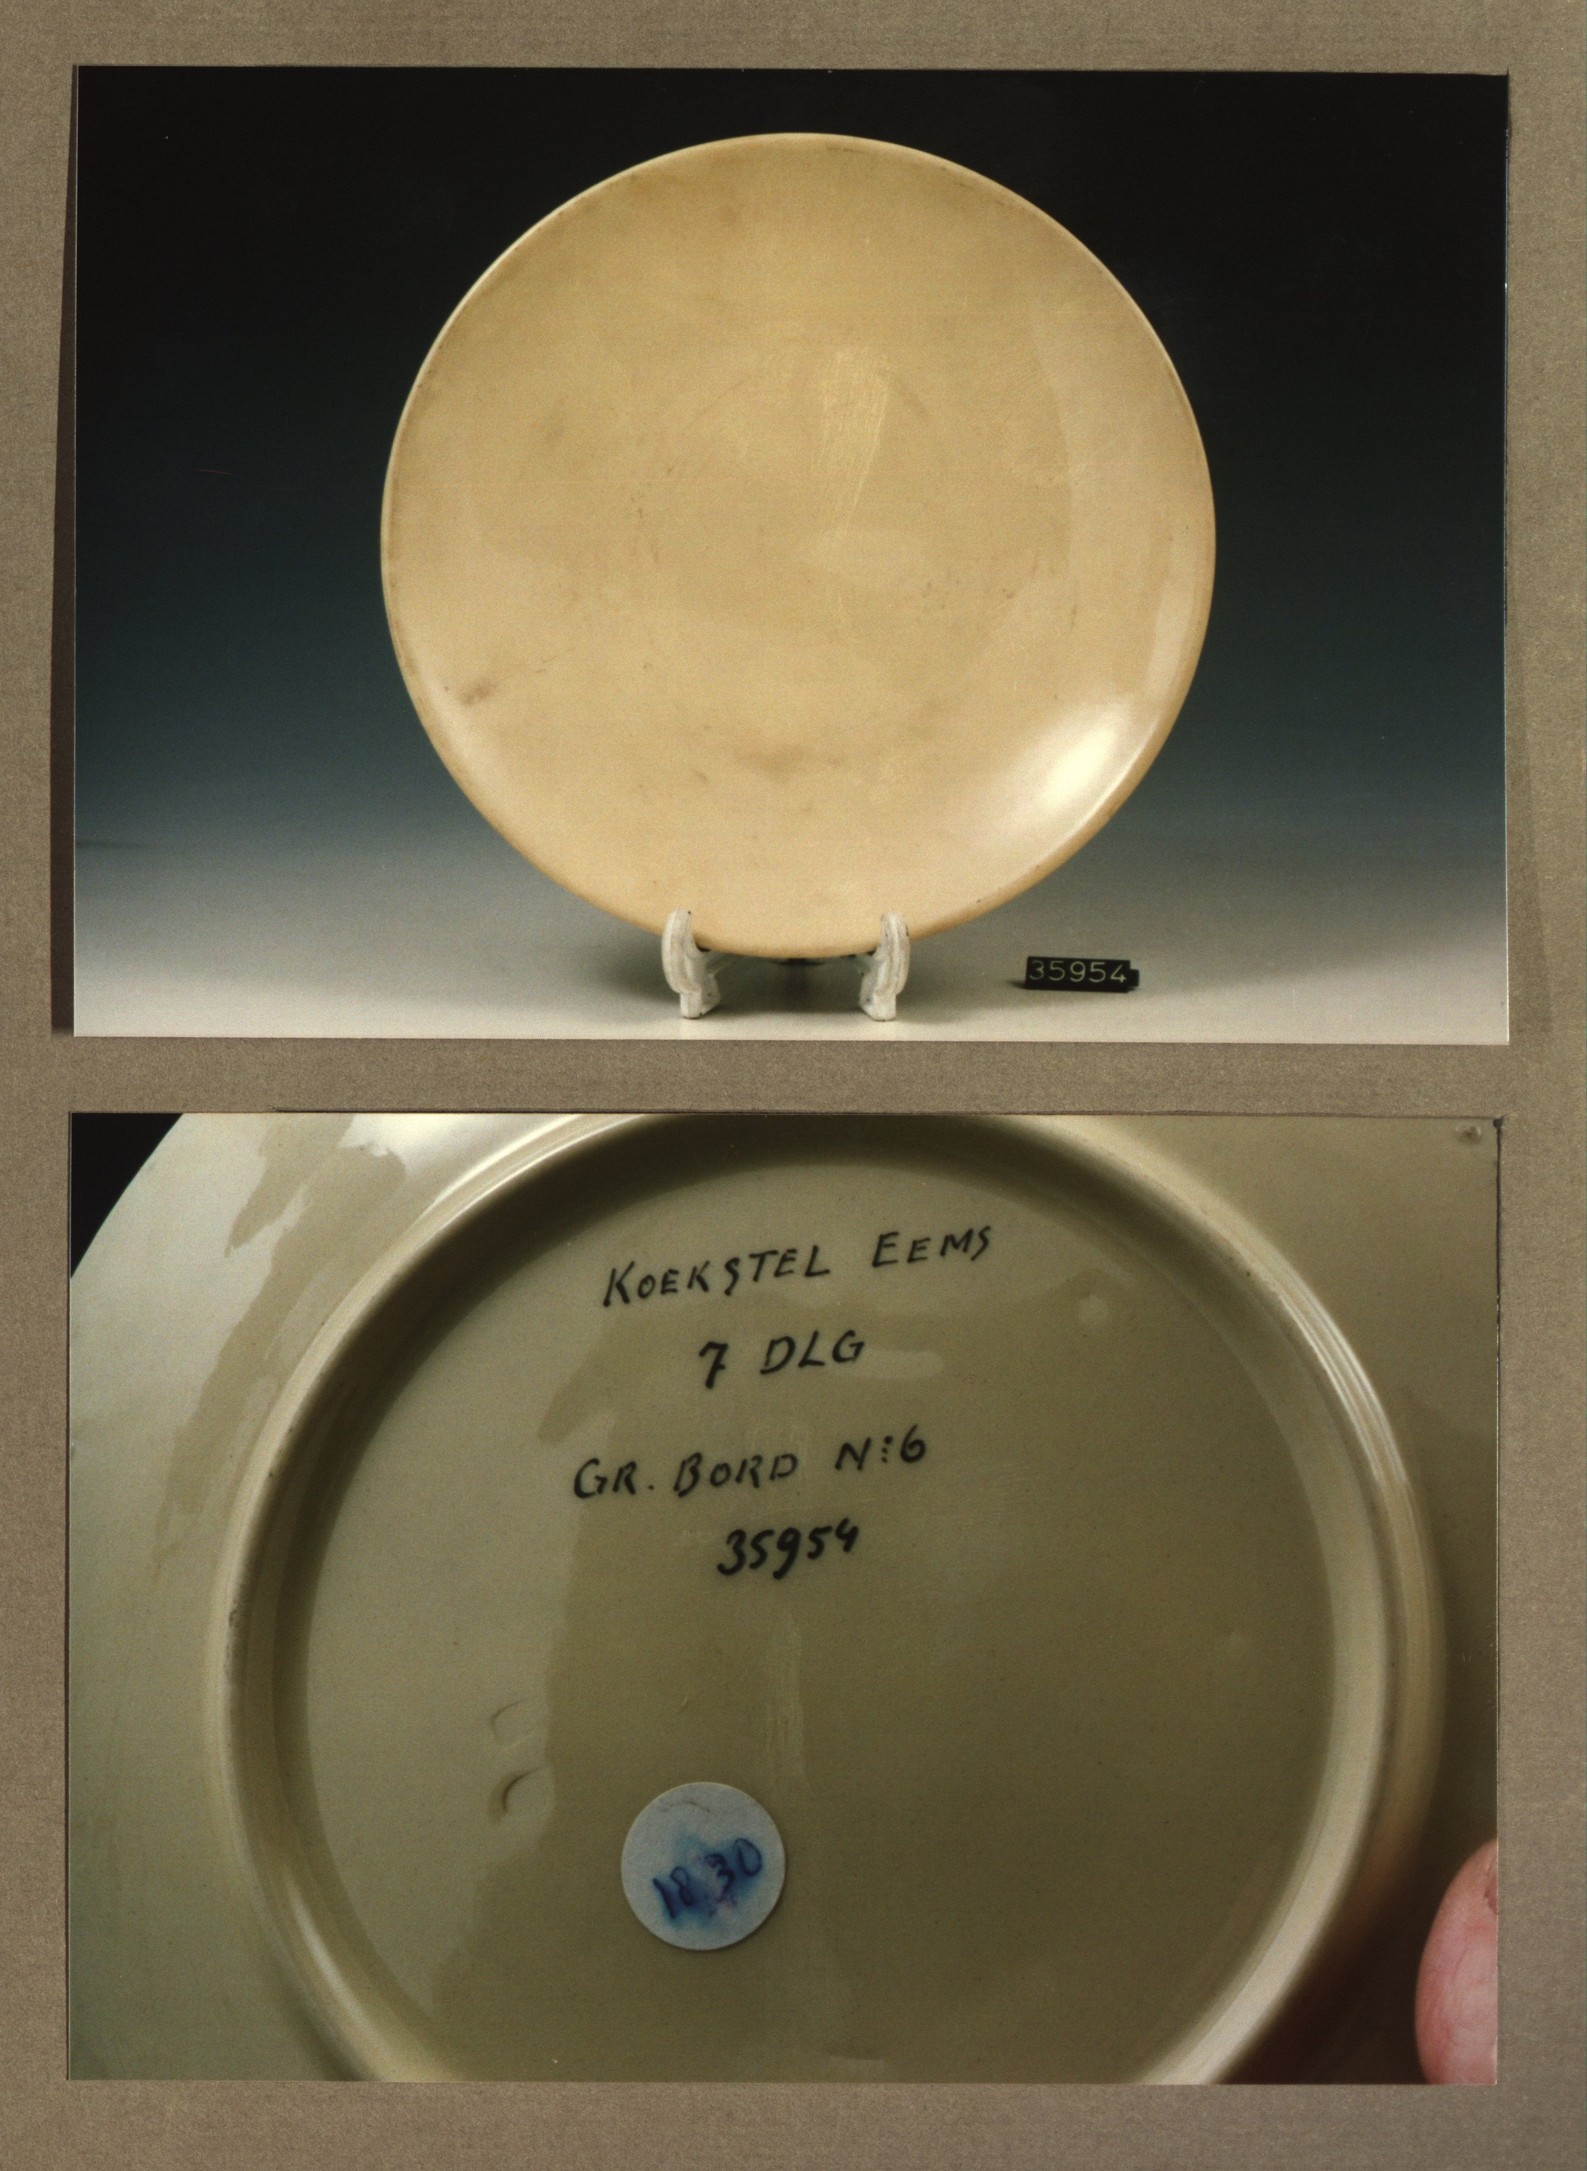 35954
KOEKSTEL EEMS
7 DLG
GR. BORD N:6
35954
18.30